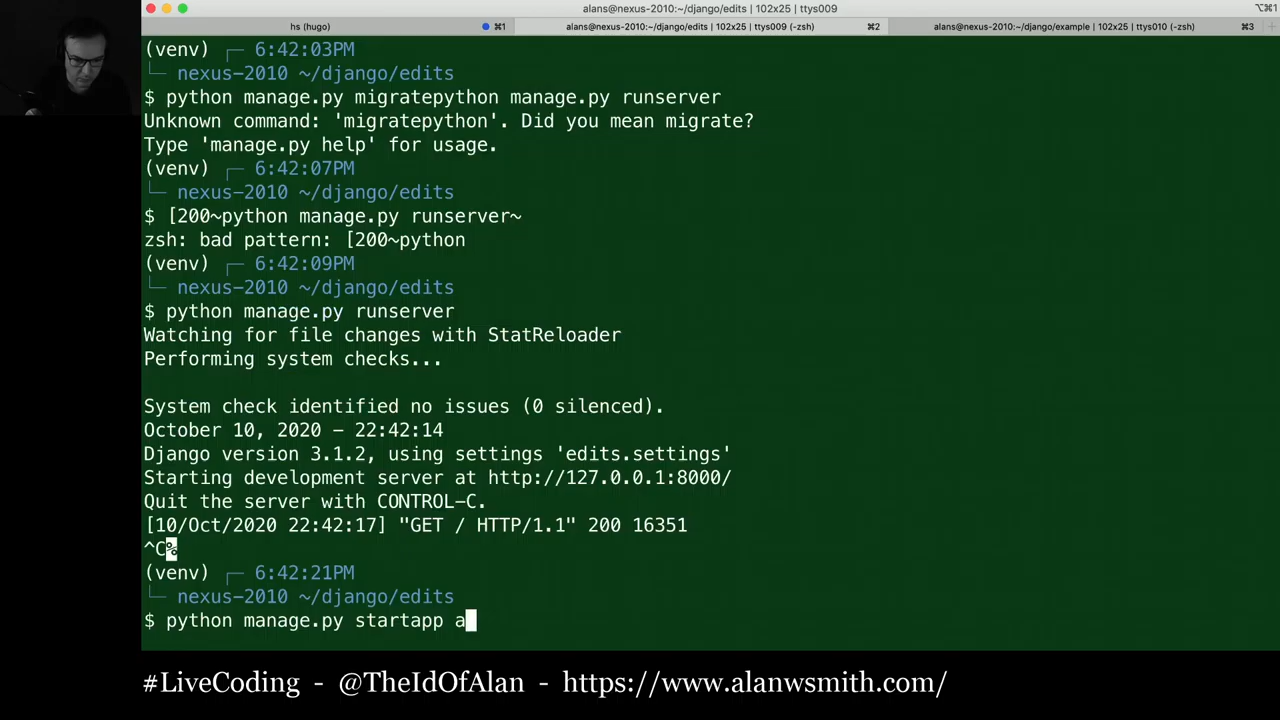 alans@nexus-2010:~/django/edits | 102x25 | ttys009
⌥⌘1
hs (hugo) ⌘1
alans@nexus-2010:~/django/edits | 102x25 | ttys009 (-zsh) ⌘2
alans@nexus-2010:~/django/example | 102x25 | ttys010 (-zsh) ⌘3
(venv) ┌─ 6:42:03PM
└─ nexus-2010 ~/django/edits
$ python manage.py migratepython manage.py runserver
Unknown command: 'migratepython'. Did you mean migrate?
Type 'manage.py help' for usage.
(venv) ┌─ 6:42:07PM
└─ nexus-2010 ~/django/edits
$ [200~python manage.py runserver~
zsh: bad pattern: [200~python
(venv) ┌─ 6:42:09PM
└─ nexus-2010 ~/django/edits
$ python manage.py runserver
Watching for file changes with StatReloader
Performing system checks...
System check identified no issues (0 silenced).
October 10, 2020 - 22:42:14
Django version 3.1.2, using settings 'edits.settings'
Starting development server at http://127.0.0.1:8000/
Quit the server with CONTROL-C.
[10/Oct/2020 22:42:17] "GET / HTTP/1.1" 200 16351
^C%
(venv) ┌─ 6:42:21PM
└─ nexus-2010 ~/django/edits
$ python manage.py startapp a
#LiveCoding - @TheIdOfAlan - https://www.alanwsmith.com/